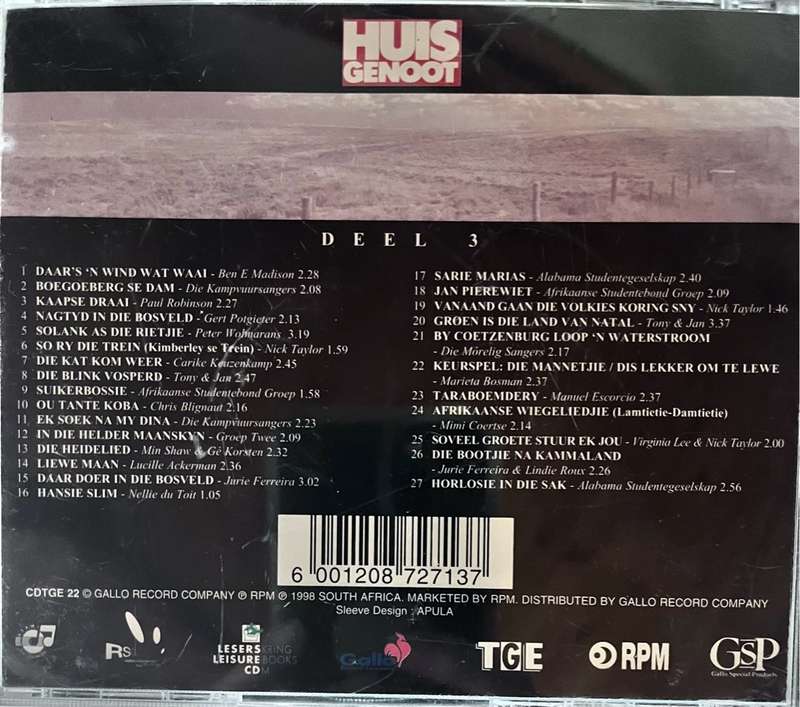 HUIS
GENOOT
DEEL 3
1 DAAR'S 'N WIND WAT WAAI - Ben E Madison 2.28
2 BOEGOEBERG SE DAM - Die Kampvuursangers 2.08
3 KAAPSE DRAAI - Paul Robinson 2.27
4 NAGTYD IN DIE BOSVELD - Gert Potgieter 2.13
5 SOLANK AS DIE RIETJIE - Peter Wolmarans 3.19
6 SO RY DIE TREIN (Kimberley se Trein) - Nick Taylor 1.59
7 DIE KAT KOM WEER - Carike Keuzenkamp 2.45
8 DIE BLINK VOSPERD - Tony & Jan 2.47
9 SUIKERBOSSIE - Afrikaanse Studentebond Groep 1.58
10 OU TANTE KOBA - Chris Blignaut 2.16
11 EK SOEK NA MY DINA - Die Kampvuursangers 2.23
12 IN DIE HELDER MAANSKYN - Groep Twee 2.09
13 DIE HEIDELIED - Min Shaw & Gé Korsten 2.32
14 LIEWE MAAN - Lucille Ackerman 2.36
15 DAAR DOER IN DIE BOSVELD - Jurie Ferreira 3.02
16 HANSIE SLIM - Nellie du Toit 1.05
17 SARIE MARIAS - Alabama Studentegeselskap 2.40
18 JAN PIEREWIET - Afrikaanse Studentebond Groep 2.09
19 VANAAND GAAN DIE VOLKIES KORING SNY - Nick Taylor 1.46
20 GROEN IS DIE LAND VAN NATAL - Tony & Jan 3.37
21 BY COETZENBURG LOOP 'N WATERSTROOM
- Die Môrelig Sangers 2.17
22 KEURSPEL: DIE MANNETJIE / DIS LEKKER OM TE LEWE
- Marieta Bosman 2.37
23 TARABOEMDERY - Manuel Escorcio 2.37
24 AFRIKAANSE WIEGELIEDJIE (Lamtietie-Damtietie)
- Mimi Coertse 2.14
25 SOVEEL GROETE STUUR EK JOU - Virginia Lee & Nick Taylor 2.00
26 DIE BOOTJIE NA KAMMALAND
- Jurie Ferreira & Lindie Roux 2.26
27 HORLOSIE IN DIE SAK - Alabama Studentegeselskap 2.56
6 001208 727137
CDTGE 22 © GALLO RECORD COMPANY ℗ RPM ℗ 1998 SOUTH AFRICA. MARKETED BY RPM. DISTRIBUTED BY GALLO RECORD COMPANY
Sleeve Design : APULA
RS
LESERSKRING
LEISUREBOOKS
CD
Gallo
TGE
RPM
GSP
Gallo Special Products